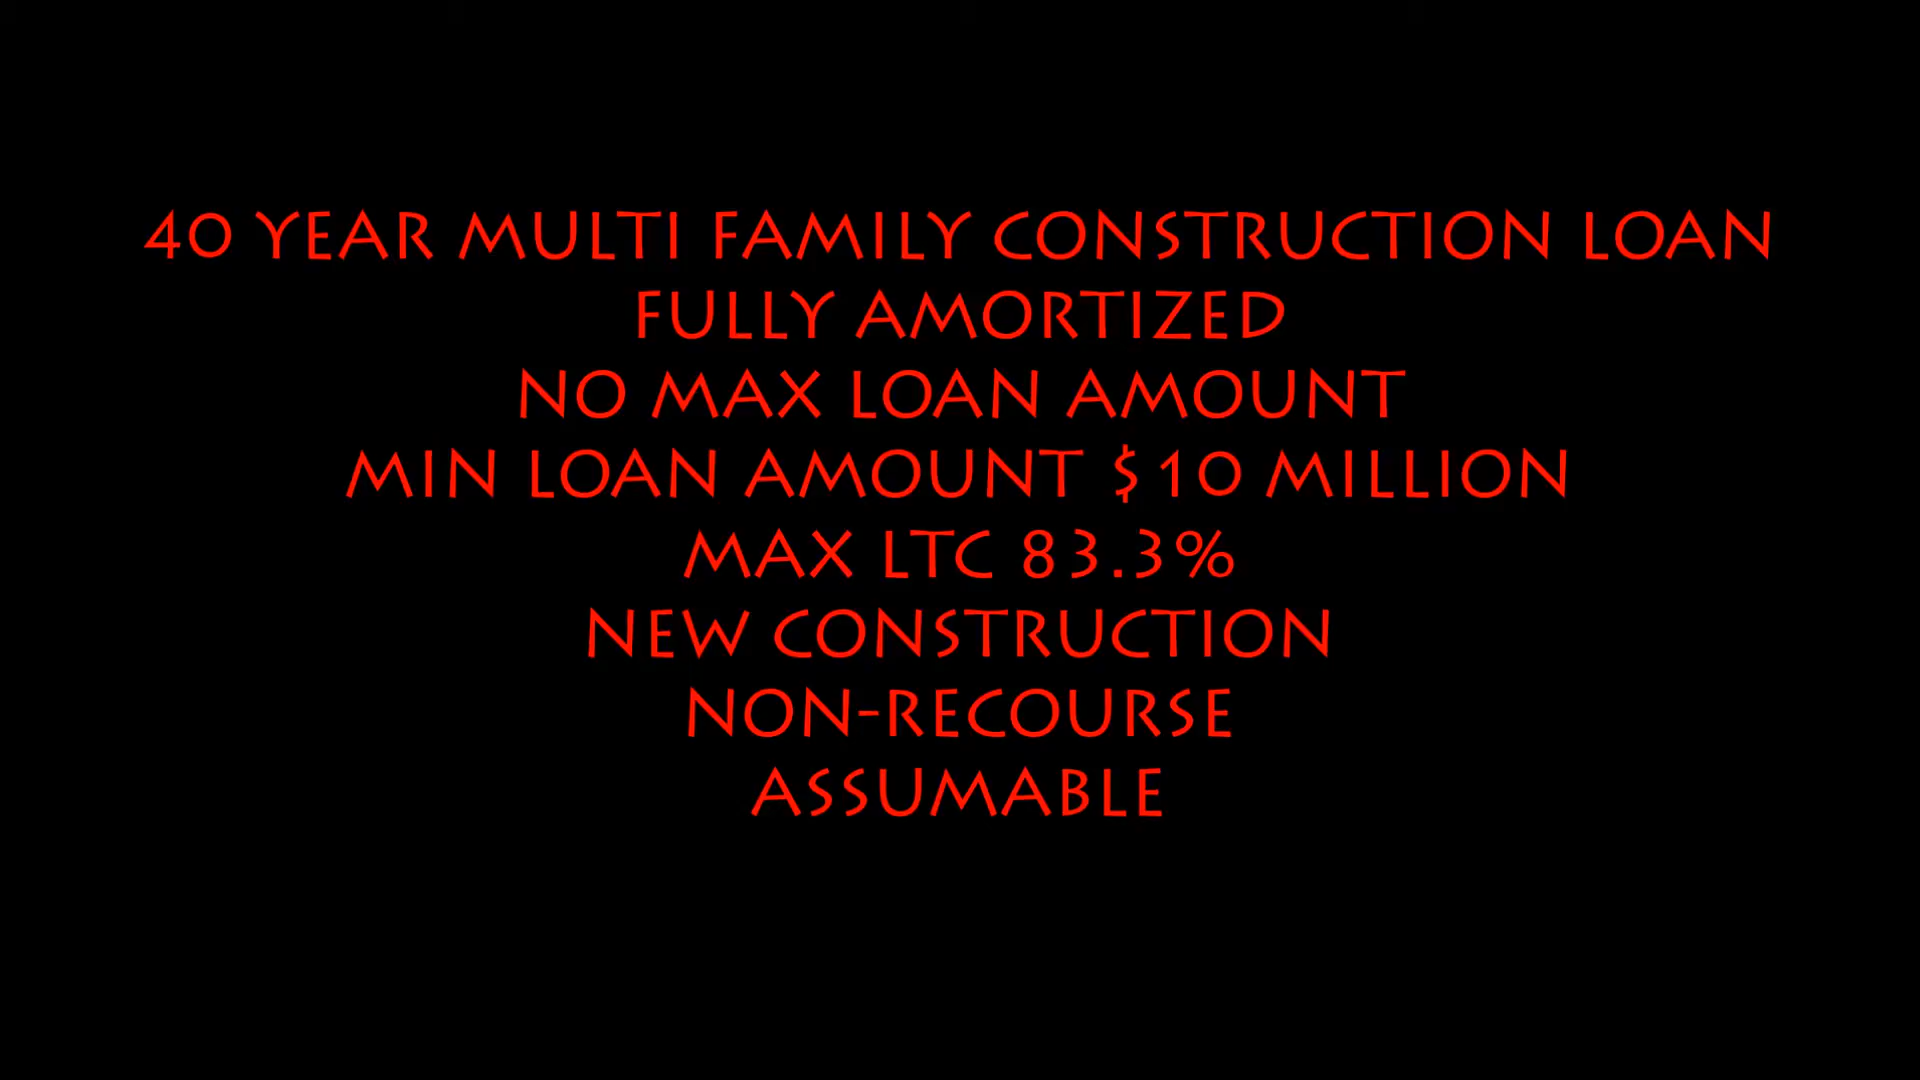 40 YEAR MULTI FAMILY CONSTRUCTION LOAN
FULLY AMORTIZED
NO MAX LOAN AMOUNT
MIN LOAN AMOUNT $10 MILLION
MAX LTC 83.3%
NEW CONSTRUCTION
NON-RECOURSE
ASSUMABLE